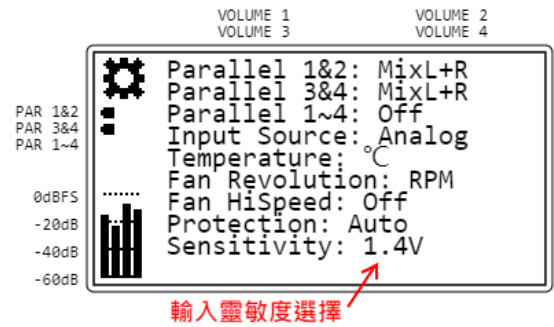 VOLUME 1 VOLUME 2
VOLUME 3 VOLUME 4
Parallel 1&2: MixL+R
Parallel 3&4: MixL+R
Parallel 1~4: Off
Input Source: Analog
Temperature: ℃
Fan Revolution: RPM
Fan HiSpeed: Off
Protection: Auto
Sensitivity: 1.4V
PAR 1&2
PAR 3&4
PAR 1~4
0dBFS
-20dB
-40dB
-60dB
輸入靈敏度選擇